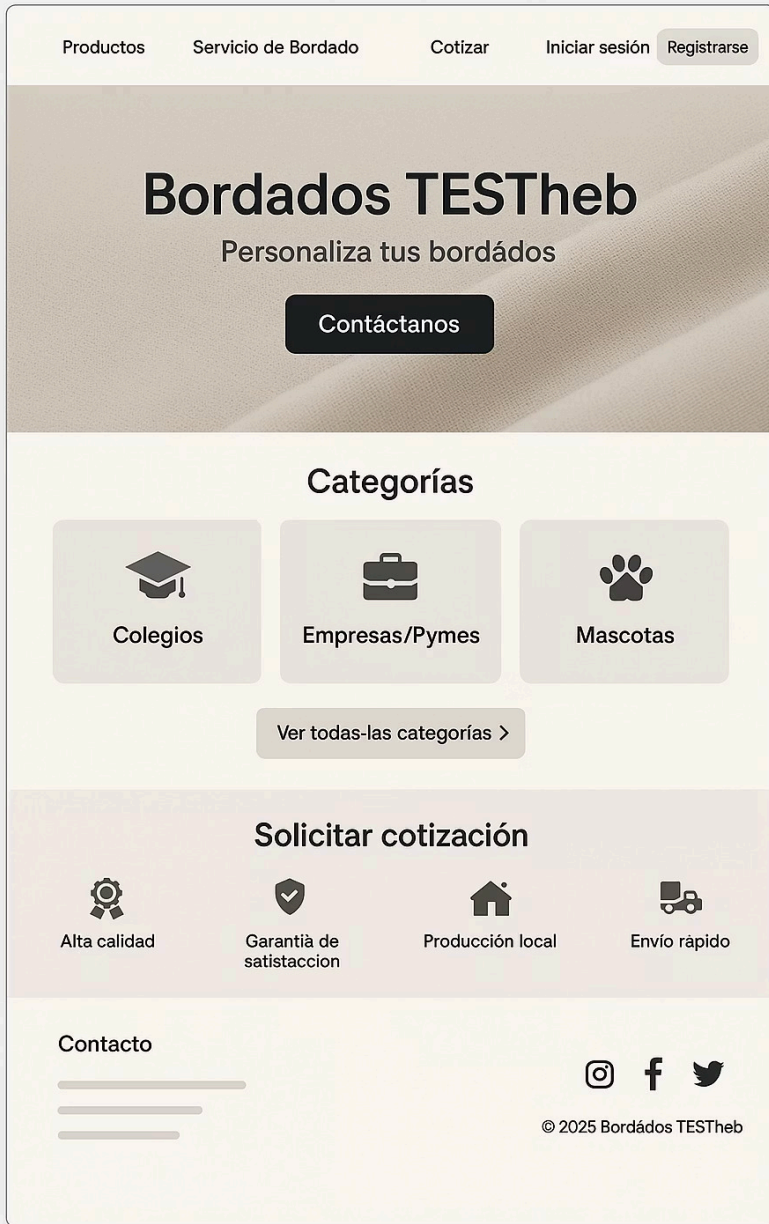 Productos Servicio de Bordado Cotizar Iniciar sesión Registrarse
Bordados TESTheb
Personaliza tus bordádos
Contáctanos
Categorías
Colegios Empresas/Pymes Mascotas
Ver todas-las categorías
Solicitar cotización
Alta calidad Garantià de Producción local Envío ràpido
satistaccion
Contacto
© 2025 Bordádos TESTheb